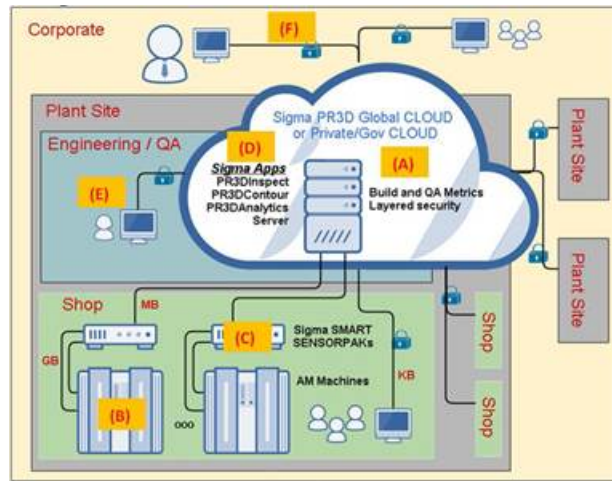 Corporate
(F)
Plant Site
Sigma PR3D Global CLOUD
or Private/Gov CLOUD
Engineering / QA
(D)
(A)
Sigma Apps
PR3DInspect
PR3DContour
PR3DAnalytics
Server
Build and QA Metrics
Layered security
(E)
Plant Site
Plant Site
Shop
MB
(C)
Sigma SMART
SENSORPAKs
GB
KB
AM Machines
(B)
ooo
Shop
Shop